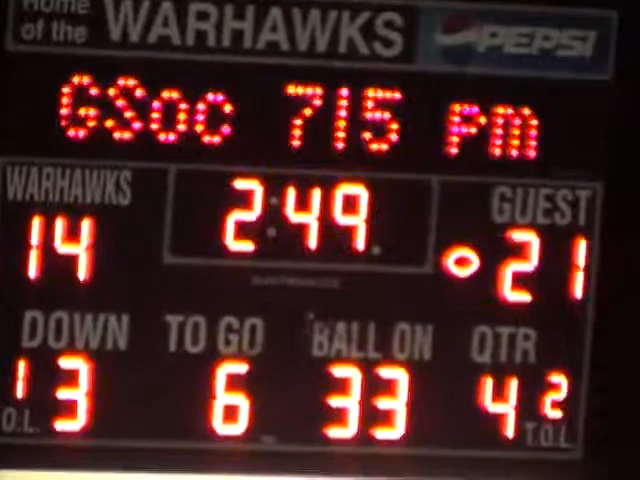 Home
of the WARHAWKS PEPSI
GSoc 715 pm
WARHAWKS 2:49 GUEST
14 21
DOWN TO GO BALL ON QTR
1 3 6 33 4 2
T.O.L. T.O.L.